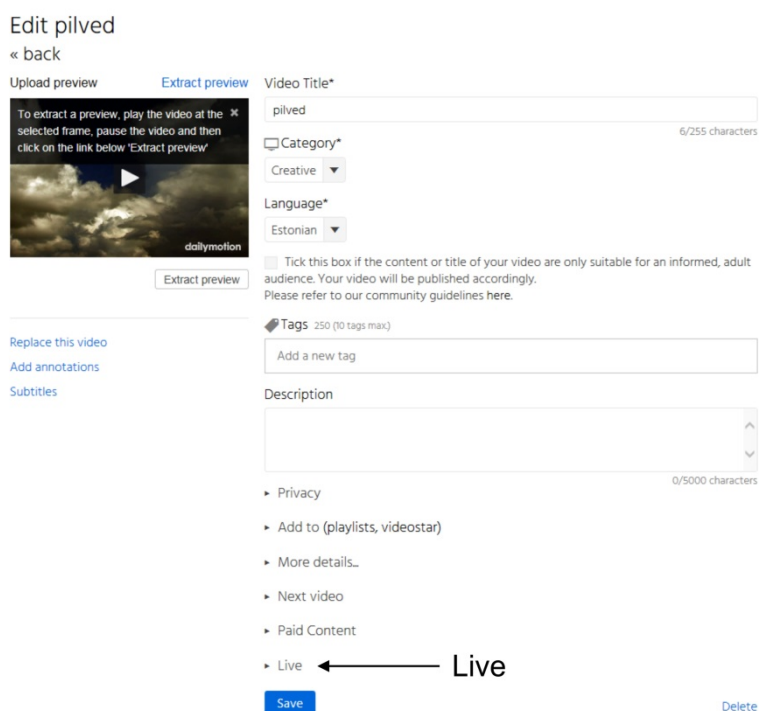 Edit pilved
« back
Upload preview
Extract preview
To extract a preview, play the video at the
selected frame, pause the video and then
click on the link below 'Extract preview'
dailymotion
Extract preview
Replace this video
Add annotations
Subtitles
Video Title*
pilved
6/255 characters
Category*
Creative
Language*
Estonian
Tick this box if the content or title of your video are only suitable for an informed, adult
audience. Your video will be published accordingly.
Please refer to our community guidelines here.
Tags 250 (10 tags max.)
Add a new tag
Description
0/5000 characters
Privacy
Add to (playlists, videostar)
More details...
Next video
Paid Content
Live
Live
Save
Delete